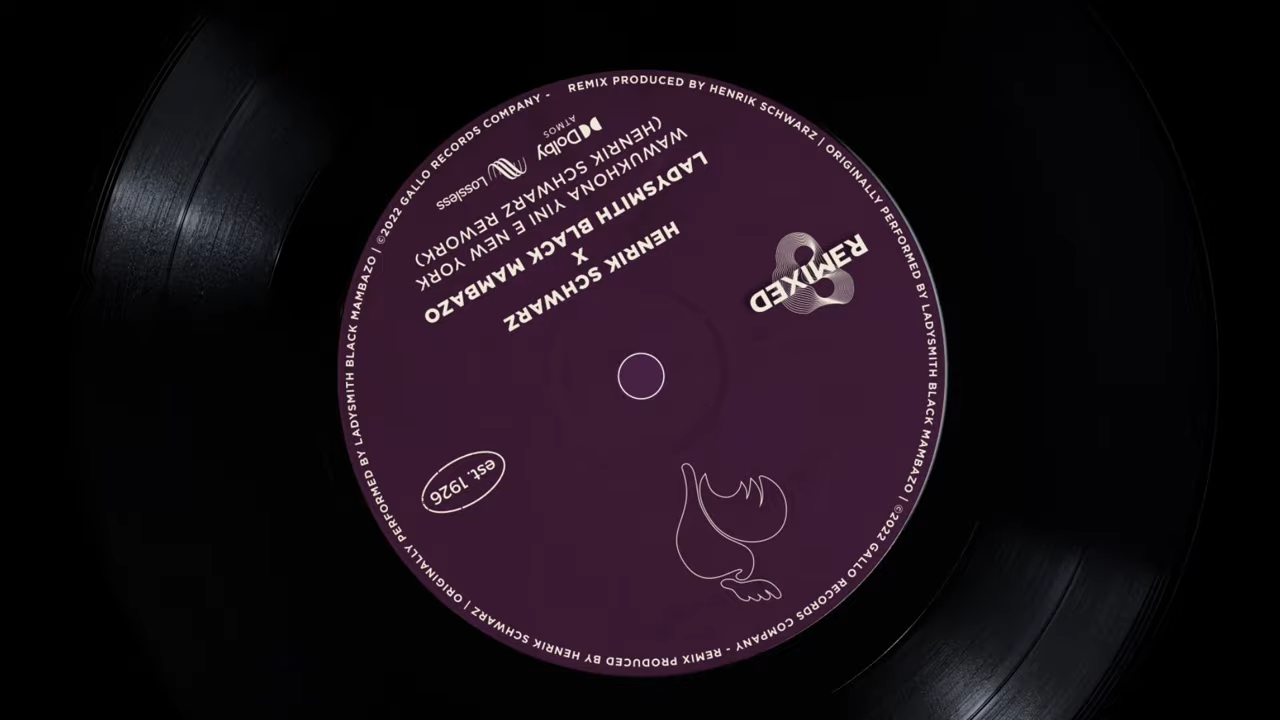 HENRIK SCHWARZ
X
LADYSMITH BLACK MAMBAZO
WAWUKHONA YINI E NEW YORK
(HENRIK SCHWARZ REWORK)
Lossless
Dolby
ATMOS
REMIXED
est. 1926
REMIX PRODUCED BY HENRIK SCHWARZ | ORIGINALLY PERFORMED BY LADYSMITH BLACK MAMBAZO | ©2022 GALLO RECORDS COMPANY -
REMIX PRODUCED BY HENRIK SCHWARZ | ORIGINALLY PERFORMED BY LADYSMITH BLACK MAMBAZO | ©2022 GALLO RECORDS COMPANY -